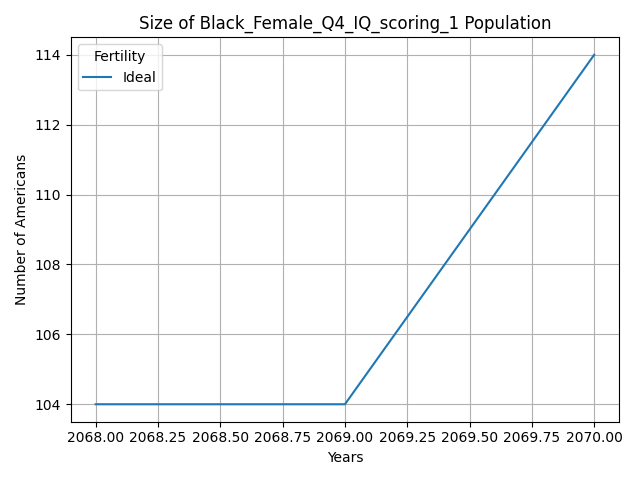 Size of Black_Female_Q4_IQ_scoring_1 Population
Fertility
Ideal
Number of Americans
114
112
110
108
106
104
2068.00 2068.25 2068.50 2068.75 2069.00 2069.25 2069.50 2069.75 2070.00
Years